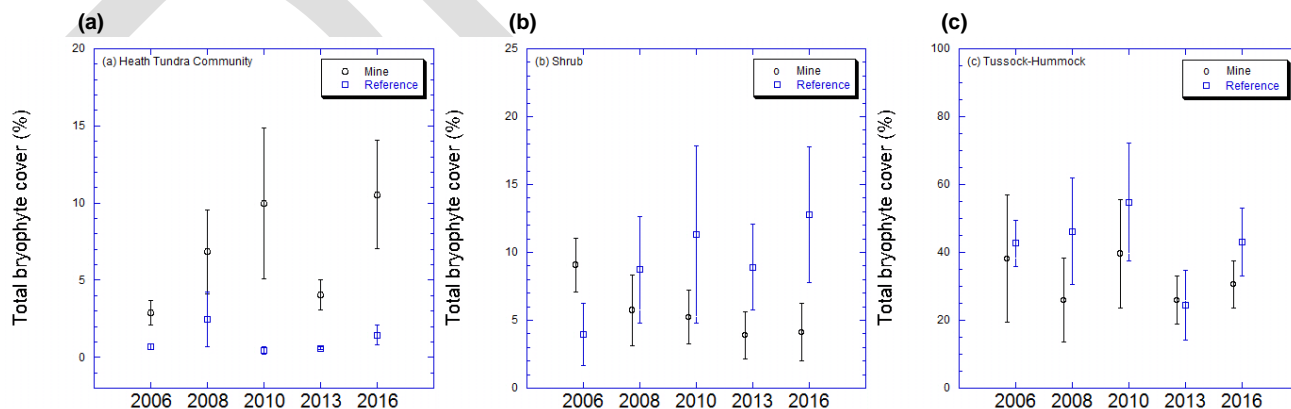 (a)
(b)
(c)
(a) Heath Tundra Community
Mine
Reference
Total bryophyte cover (%)
20
15
10
5
0
2006 2008 2010 2013 2016
(b) Shrub
Mine
Reference
Total bryophyte cover (%)
25
20
15
10
5
0
2006 2008 2010 2013 2016
(c) Tussock-Hummock
Mine
Reference
Total bryophyte cover (%)
100
80
60
40
20
0
2006 2008 2010 2013 2016